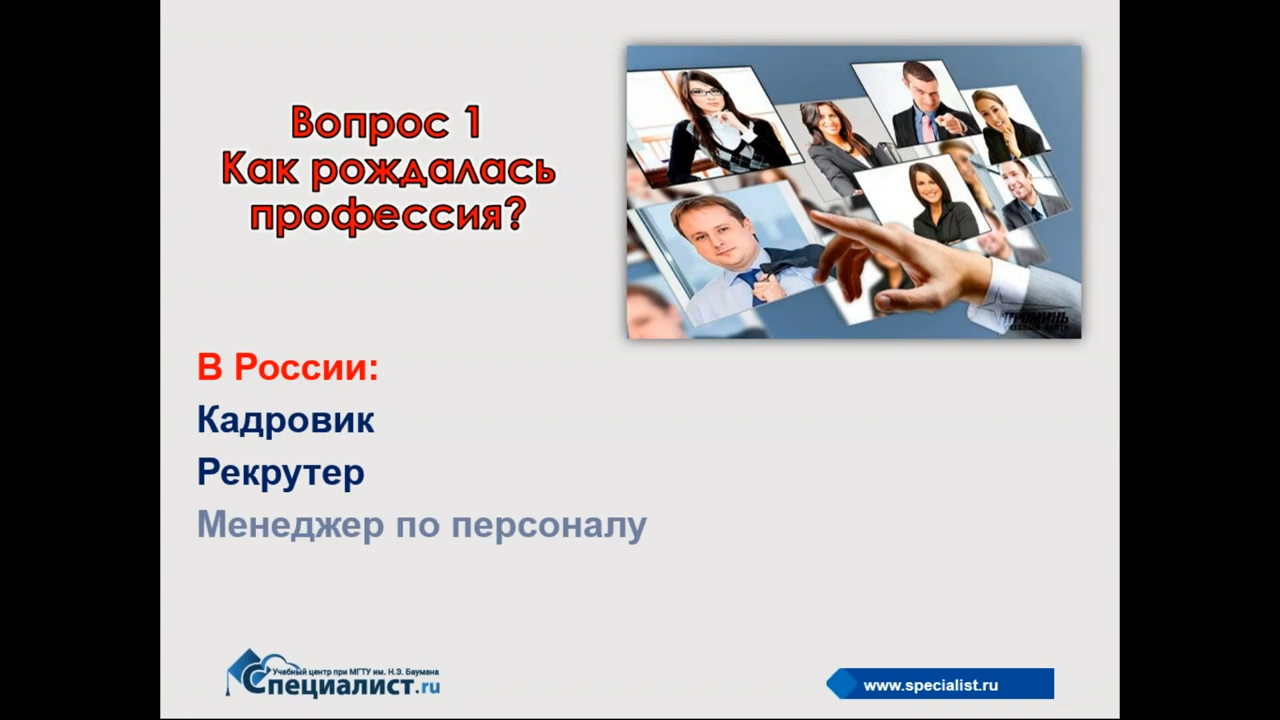 Вопрос 1
Как рождалась
профессия?
В России:
Кадровик
Рекрутер
Менеджер по персоналу
Учебный центр при МГТУ им. Н.Э. Баумана
Специалист.ru
www.specialist.ru